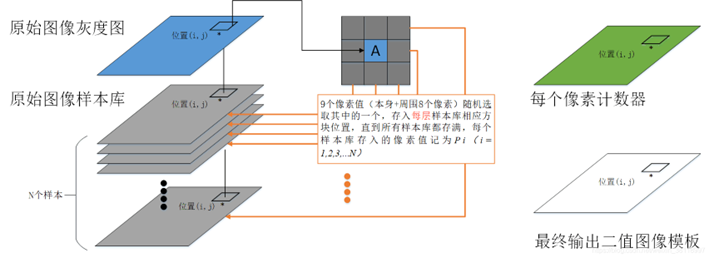 原始图像灰度图
位置(i,j)
A
位置(i,j)
每个像素计数器
原始图像样本库
位置(i,j)
9个像素值（本身+周围8个像素）随机选
取其中的一个，存入每层样本库相应方
块位置，直到所有样本库都存满，每个
样本库存入的像素值记为Pi（i=
1,2,3,...N）
N个样本
位置(i,j)
位置(i,j)
最终输出二值图像模板